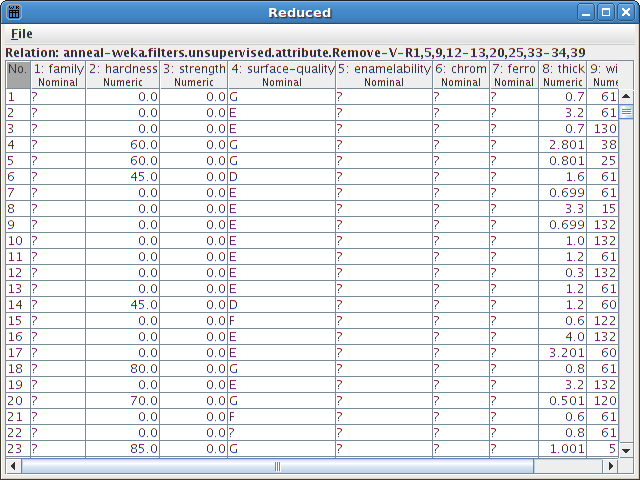 Reduced
File
Relation: anneal-weka.filters.unsupervised.attribute.Remove-V-R1,5,9,12-13,20,25,33-34,39
No. 1: family 2: hardness 3: strength 4: surface-quality 5: enamelability 6: chrom 7: ferro 8: thick 9: wi
Nominal Numeric Numeric Nominal Nominal Nominal Nominal Numeric Nume
1 ? 0.0 0.0 G ? ? ? 0.7 61
2 ? 0.0 0.0 E ? ? ? 3.2 61
3 ? 0.0 0.0 E ? ? ? 0.7 130
4 ? 60.0 0.0 G ? ? ? 2.801 38
5 ? 60.0 0.0 G ? ? ? 0.801 25
6 ? 45.0 0.0 D ? ? ? 1.6 61
7 ? 0.0 0.0 E ? ? ? 0.699 61
8 ? 0.0 0.0 E ? ? ? 3.3 15
9 ? 0.0 0.0 E ? ? ? 0.699 132
10 ? 0.0 0.0 E ? ? ? 1.0 132
11 ? 0.0 0.0 E ? ? ? 1.2 61
12 ? 0.0 0.0 E ? ? ? 0.3 132
13 ? 0.0 0.0 E ? ? ? 1.2 61
14 ? 45.0 0.0 D ? ? ? 1.2 60
15 ? 0.0 0.0 F ? ? ? 0.6 122
16 ? 0.0 0.0 E ? ? ? 4.0 132
17 ? 0.0 0.0 E ? ? ? 3.201 60
18 ? 80.0 0.0 G ? ? ? 0.8 61
19 ? 0.0 0.0 E ? ? ? 3.2 132
20 ? 70.0 0.0 G ? ? ? 0.501 120
21 ? 0.0 0.0 F ? ? ? 0.6 61
22 ? 0.0 0.0 ? ? ? ? 0.8 61
23 ? 85.0 0.0 G ? ? ? 1.001 5